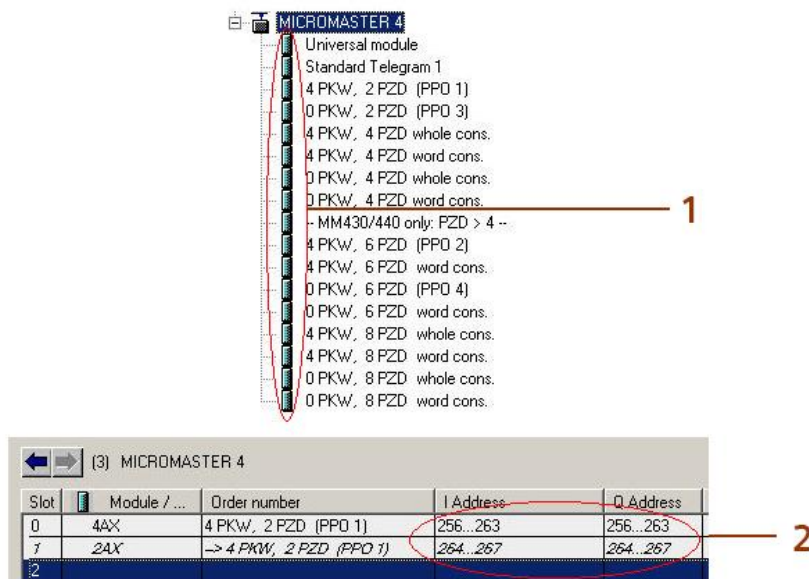 MICROMASTER 4
Universal module
Standard Telegram 1
4 PKW, 2 PZD (PPO 1)
0 PKW, 2 PZD (PPO 3)
4 PKW, 4 PZD whole cons.
4 PKW, 4 PZD word cons.
0 PKW, 4 PZD whole cons.
0 PKW, 4 PZD word cons.
1
-- MM430/440 only: PZD > 4 --
4 PKW, 6 PZD (PPO 2)
4 PKW, 6 PZD word cons.
0 PKW, 6 PZD (PPO 4)
0 PKW, 6 PZD word cons.
4 PKW, 8 PZD whole cons.
4 PKW, 8 PZD word cons.
0 PKW, 8 PZD whole cons.
0 PKW, 8 PZD word cons.
(3) MICROMASTER 4
Slot Module / ... Order number I Address Q Address
0 4AX 4 PKW, 2 PZD (PPO 1) 256...263 256...263
1 2AX --> 4 PKW, 2 PZD (PPO 1) 264...267 264...267
2
2